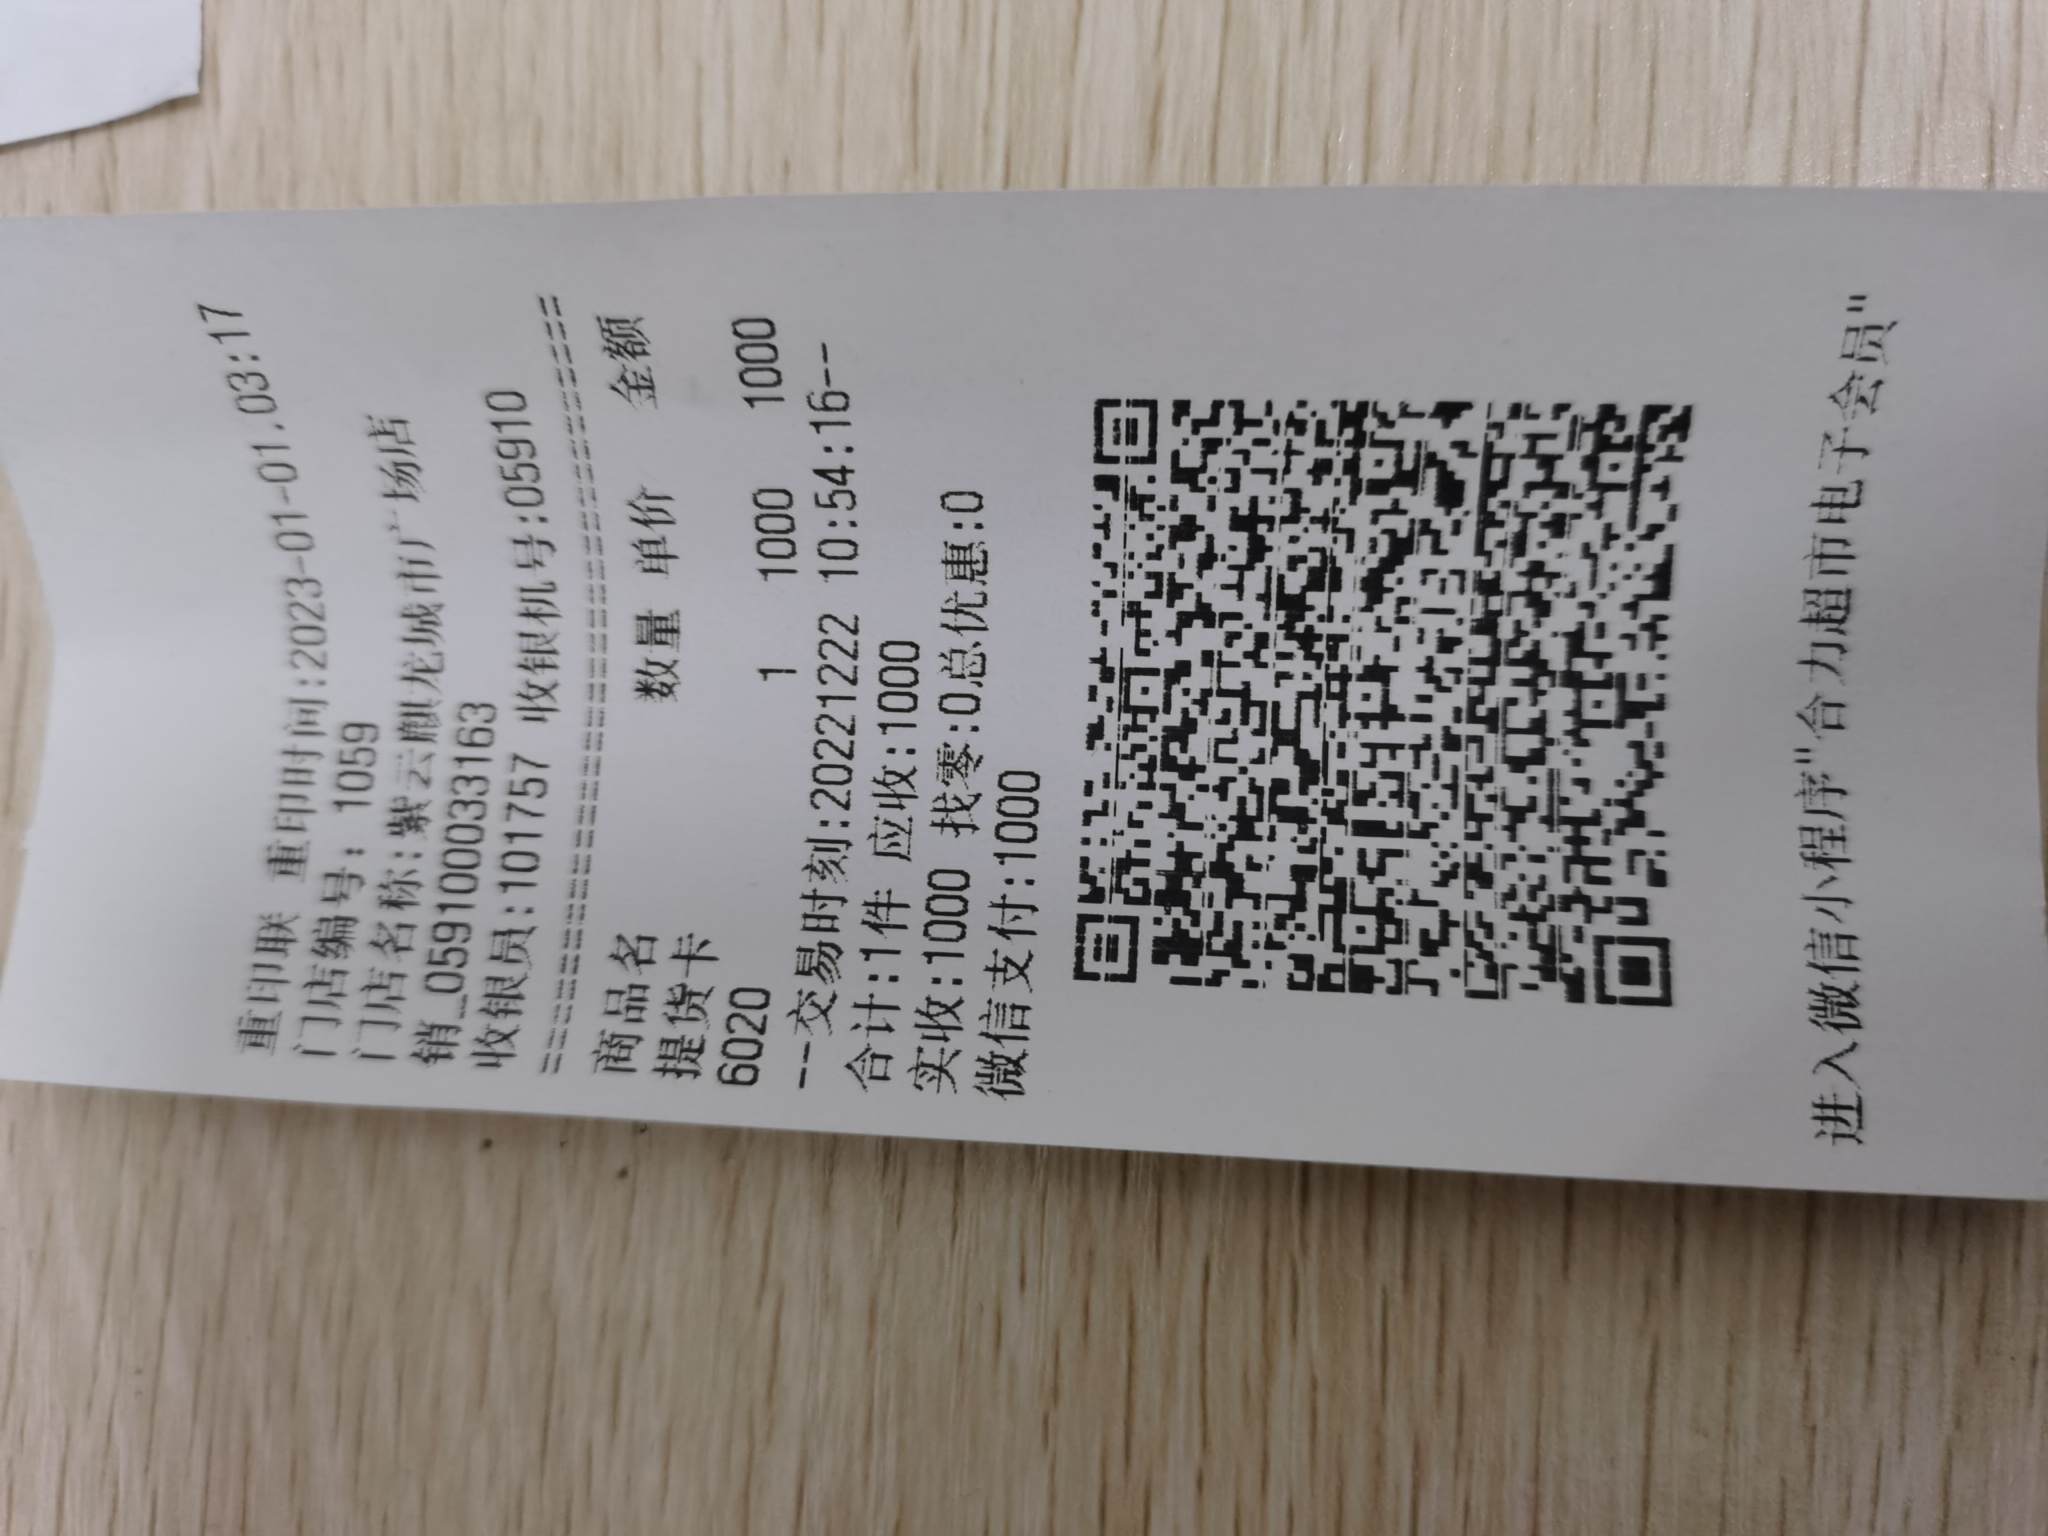 重印联 重印时间:2023-01-01.03:17
门店编号: 1059
门店名称:紫云麒龙城市广场店
销_0591000033163
收银员:101757 收银机号:05910
========================================
商品名 数量 单价 金额
提货卡
6020 1 1000 1000
--交易时刻:20221222 10:54:16--
合计:1件 应收:1000
实收:1000 找零:0总优惠:0
微信支付:1000
进入微信小程序"合力超市电子会员"